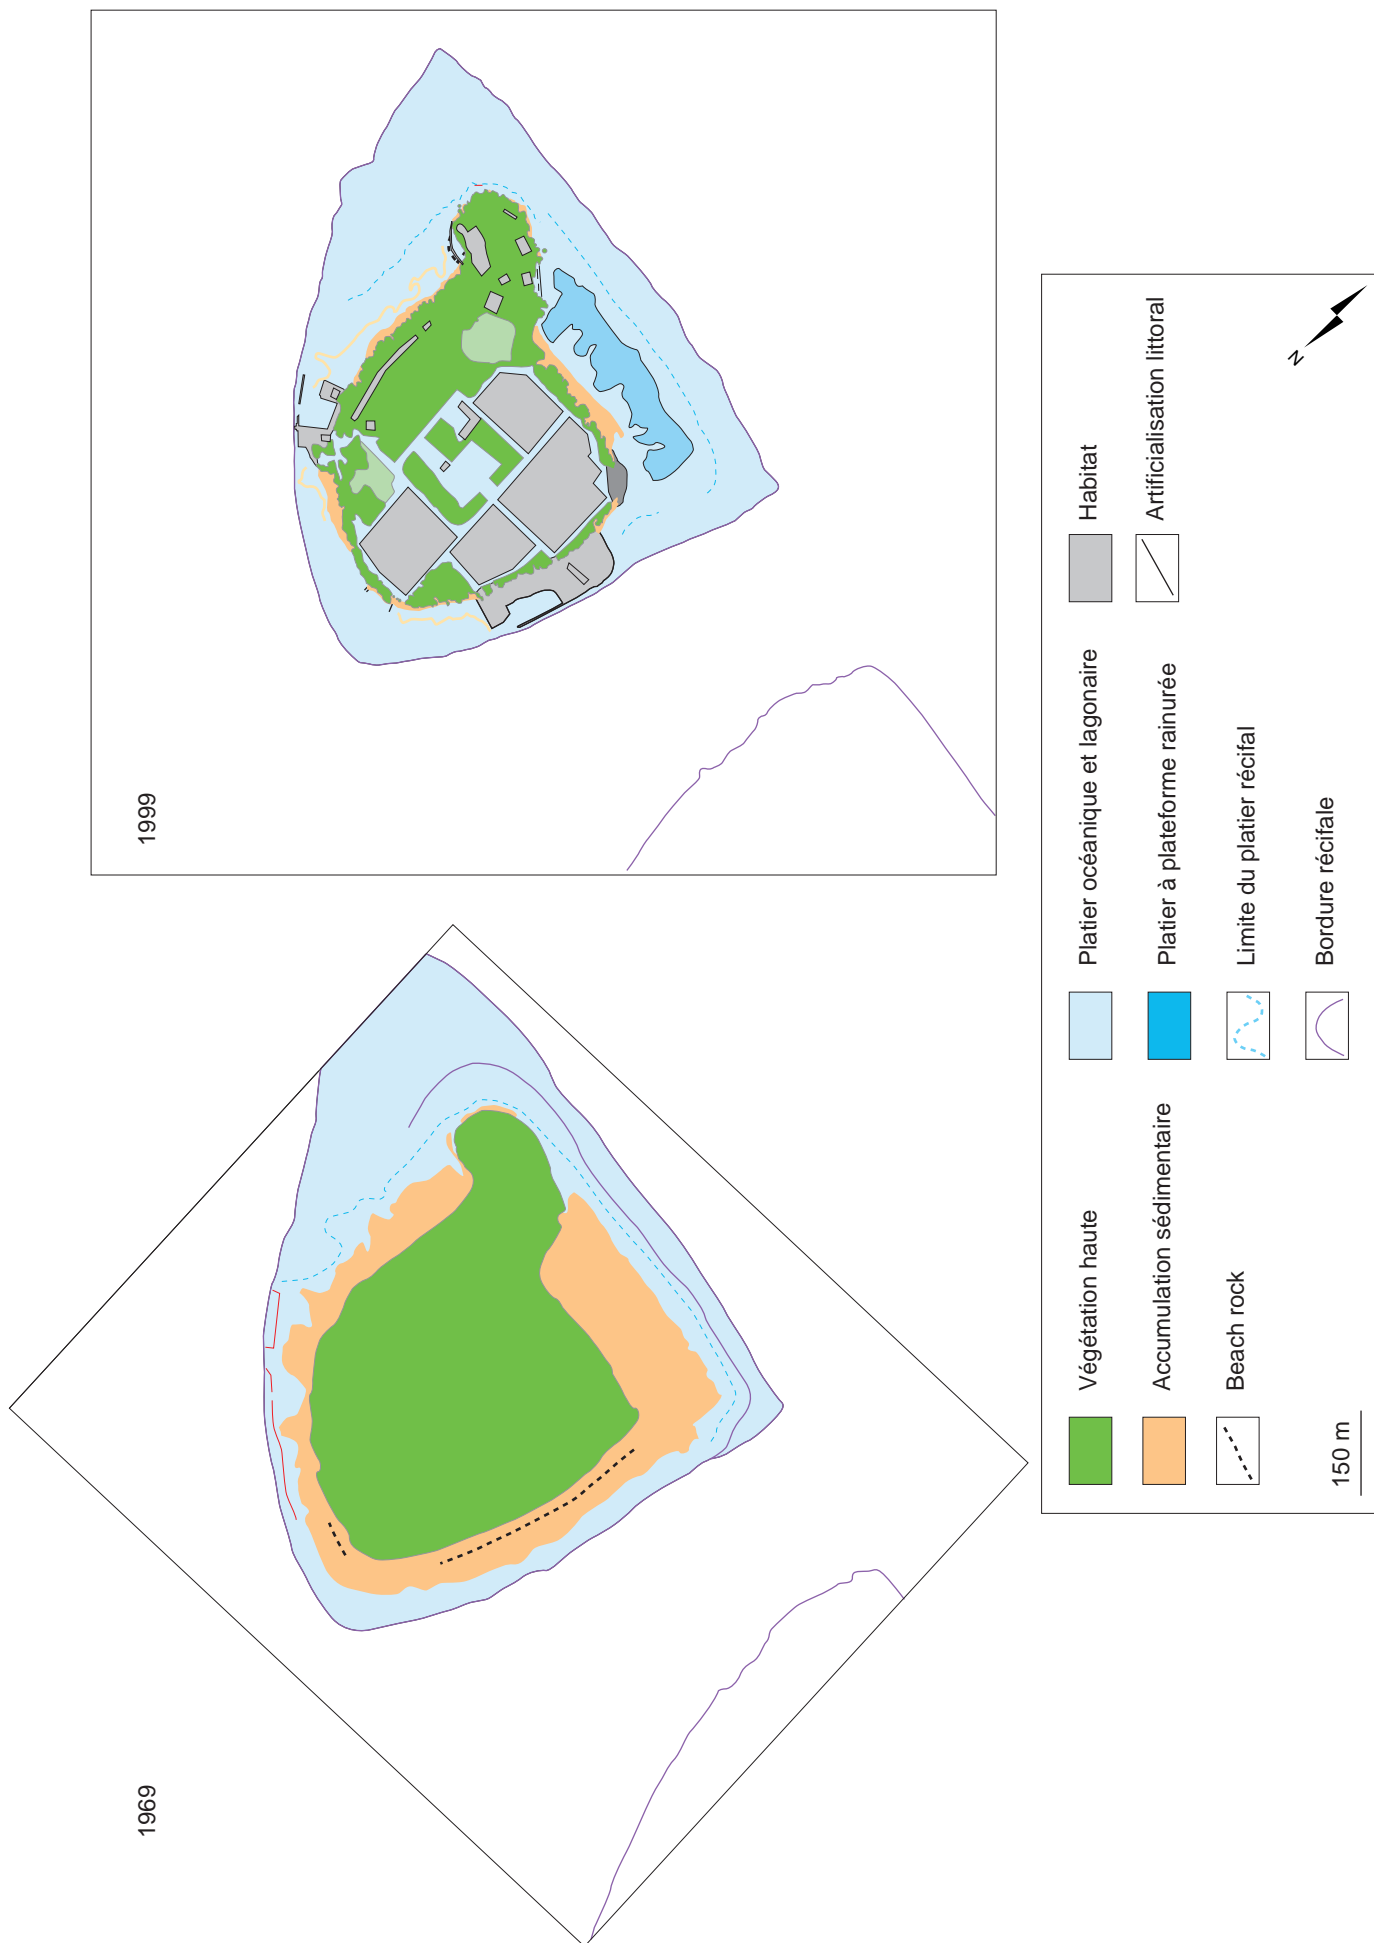 1969
1999
Végétation haute
Accumulation sédimentaire
Beach rock
150 m
Platier océanique et lagonaire
Platier à plateforme rainurée
Limite du platier récifal
Bordure récifale
Habitat
Artificialisation littoral
N